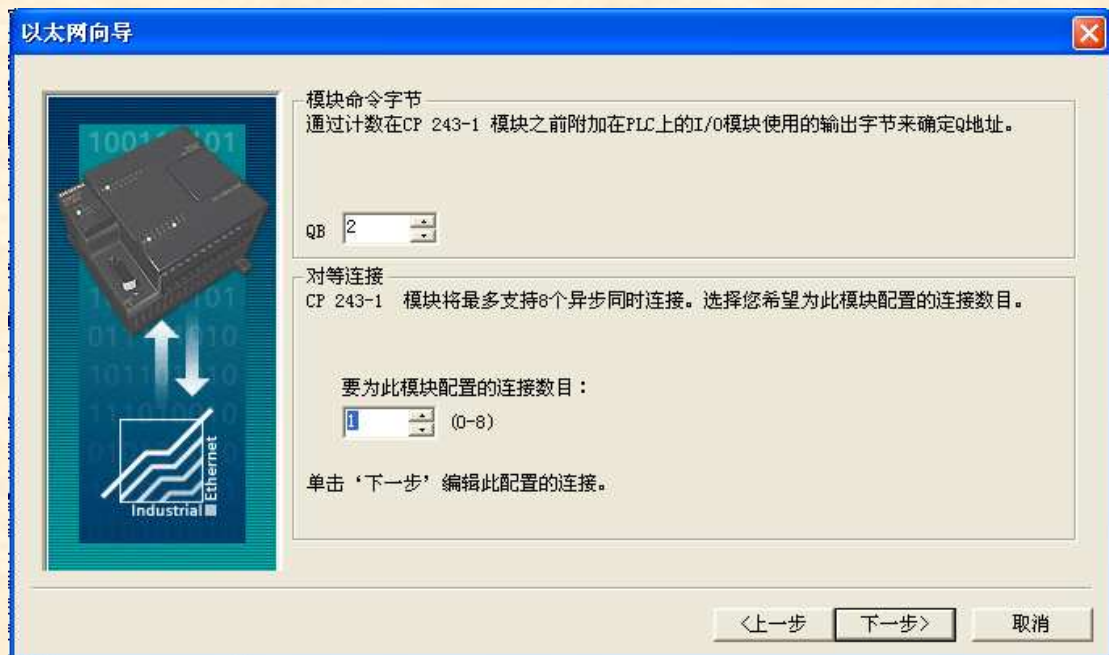 以太网向导
模块命令字节
通过计数在CP 243-1 模块之前附加在PLC上的I/O模块使用的输出字节来确定Q地址。
QB 2
对等连接
CP 243-1 模块将最多支持8个异步同时连接。选择您希望为此模块配置的连接数目。
要为此模块配置的连接数目：
1 (0-8)
单击‘下一步’编辑此配置的连接。
Industrial
Ethernet
<上一步
下一步>
取消